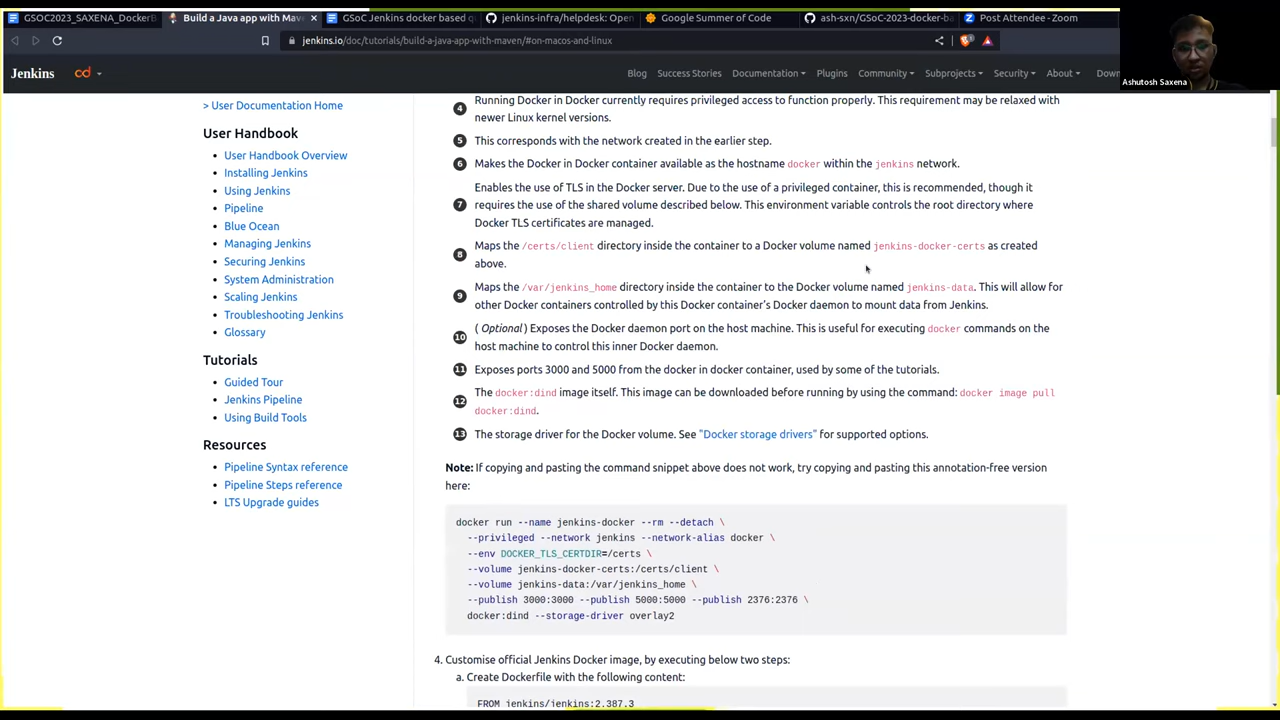 GSOC2023_SAXENA_DockerB
Build a Java app with Mav
GSoC Jenkins docker based q
jenkins-infra/helpdesk: Open
Google Summer of Code
ash-sxn/GSoC-2023-docker-ba
Post Attendee - Zoom
jenkins.io/doc/tutorials/build-a-java-app-with-maven/#on-macos-and-linux
Ashutosh Saxena
Jenkins
cd
Blog
Success Stories
Documentation
Plugins
Community
Subprojects
Security
About
Down
> User Documentation Home
User Handbook
User Handbook Overview
Installing Jenkins
Using Jenkins
Pipeline
Blue Ocean
Managing Jenkins
Securing Jenkins
System Administration
Scaling Jenkins
Troubleshooting Jenkins
Glossary
Tutorials
Guided Tour
Jenkins Pipeline
Using Build Tools
Resources
Pipeline Syntax reference
Pipeline Steps reference
LTS Upgrade guides
4 Running Docker in Docker currently requires privileged access to function properly. This requirement may be relaxed with
newer Linux kernel versions.
5 This corresponds with the network created in the earlier step.
6 Makes the Docker in Docker container available as the hostname docker within the jenkins network.
Enables the use of TLS in the Docker server. Due to the use of a privileged container, this is recommended, though it
7 requires the use of the shared volume described below. This environment variable controls the root directory where
Docker TLS certificates are managed.
8 Maps the /certs/client directory inside the container to a Docker volume named jenkins-docker-certs as created
above.
9 Maps the /var/jenkins_home directory inside the container to the Docker volume named jenkins-data. This will allow for
other Docker containers controlled by this Docker container's Docker daemon to mount data from Jenkins.
10 ( Optional ) Exposes the Docker daemon port on the host machine. This is useful for executing docker commands on the
host machine to control this inner Docker daemon.
11 Exposes ports 3000 and 5000 from the docker in docker container, used by some of the tutorials.
12 The docker:dind image itself. This image can be downloaded before running by using the command: docker image pull
docker:dind.
13 The storage driver for the Docker volume. See "Docker storage drivers" for supported options.
Note: If copying and pasting the command snippet above does not work, try copying and pasting this annotation-free version
here:
docker run --name jenkins-docker --rm --detach \
--privileged --network jenkins --network-alias docker \
--env DOCKER_TLS_CERTDIR=/certs \
--volume jenkins-docker-certs:/certs/client \
--volume jenkins-data:/var/jenkins_home \
--publish 3000:3000 --publish 5000:5000 --publish 2376:2376 \
docker:dind --storage-driver overlay2
4. Customise official Jenkins Docker image, by executing below two steps:
a. Create Dockerfile with the following content:
FROM jenkins/jenkins:2.387.3